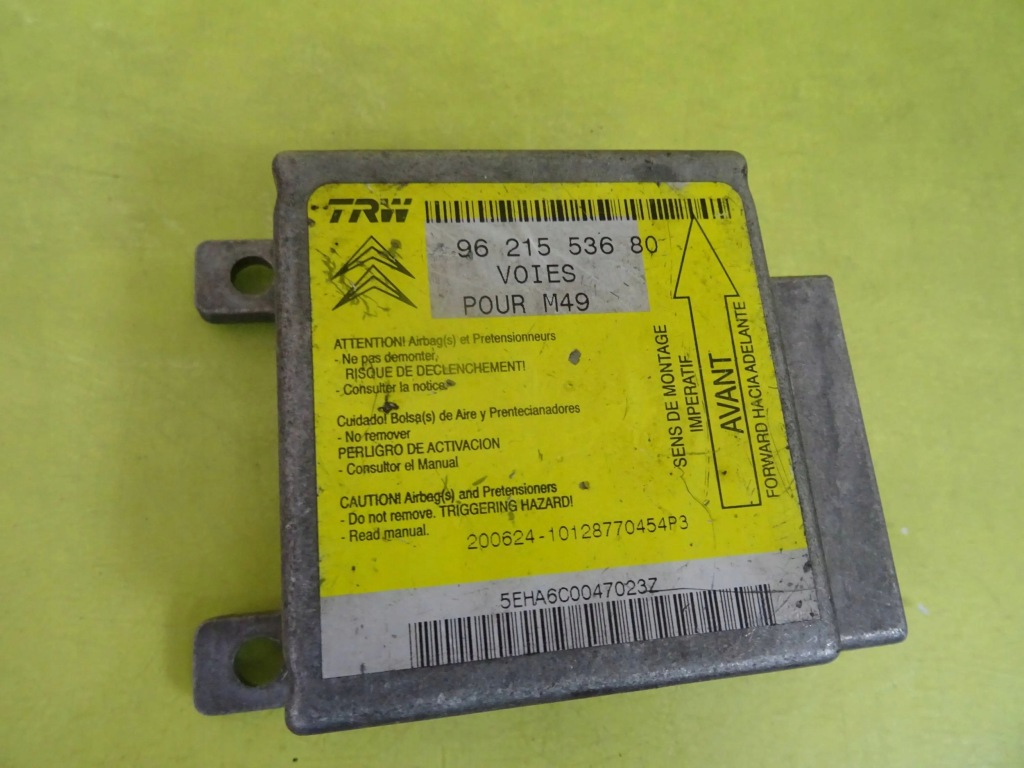 TRW
96 215 536 80
VOIES
POUR M49
ATTENTION! Airbag(s) et Pretensionneurs
- Ne pas demonter,
RISQUE DE DECLENCHEMENT!
- Consulter la notice.
Cuidado! Bolsa(s) de Aire y Prentecianadores
- No remover
PERLIGRO DE ACTIVACION
- Consultor el Manual
CAUTION! Airbag(s) and Pretensioners
- Do not remove. TRIGGERING HAZARD!
- Read manual.
200624-10128770454P3
SENS DE MONTAGE
IMPERATIF
AVANT
FORWARD HACIA ADELANTE
5EHA6C0047023Z